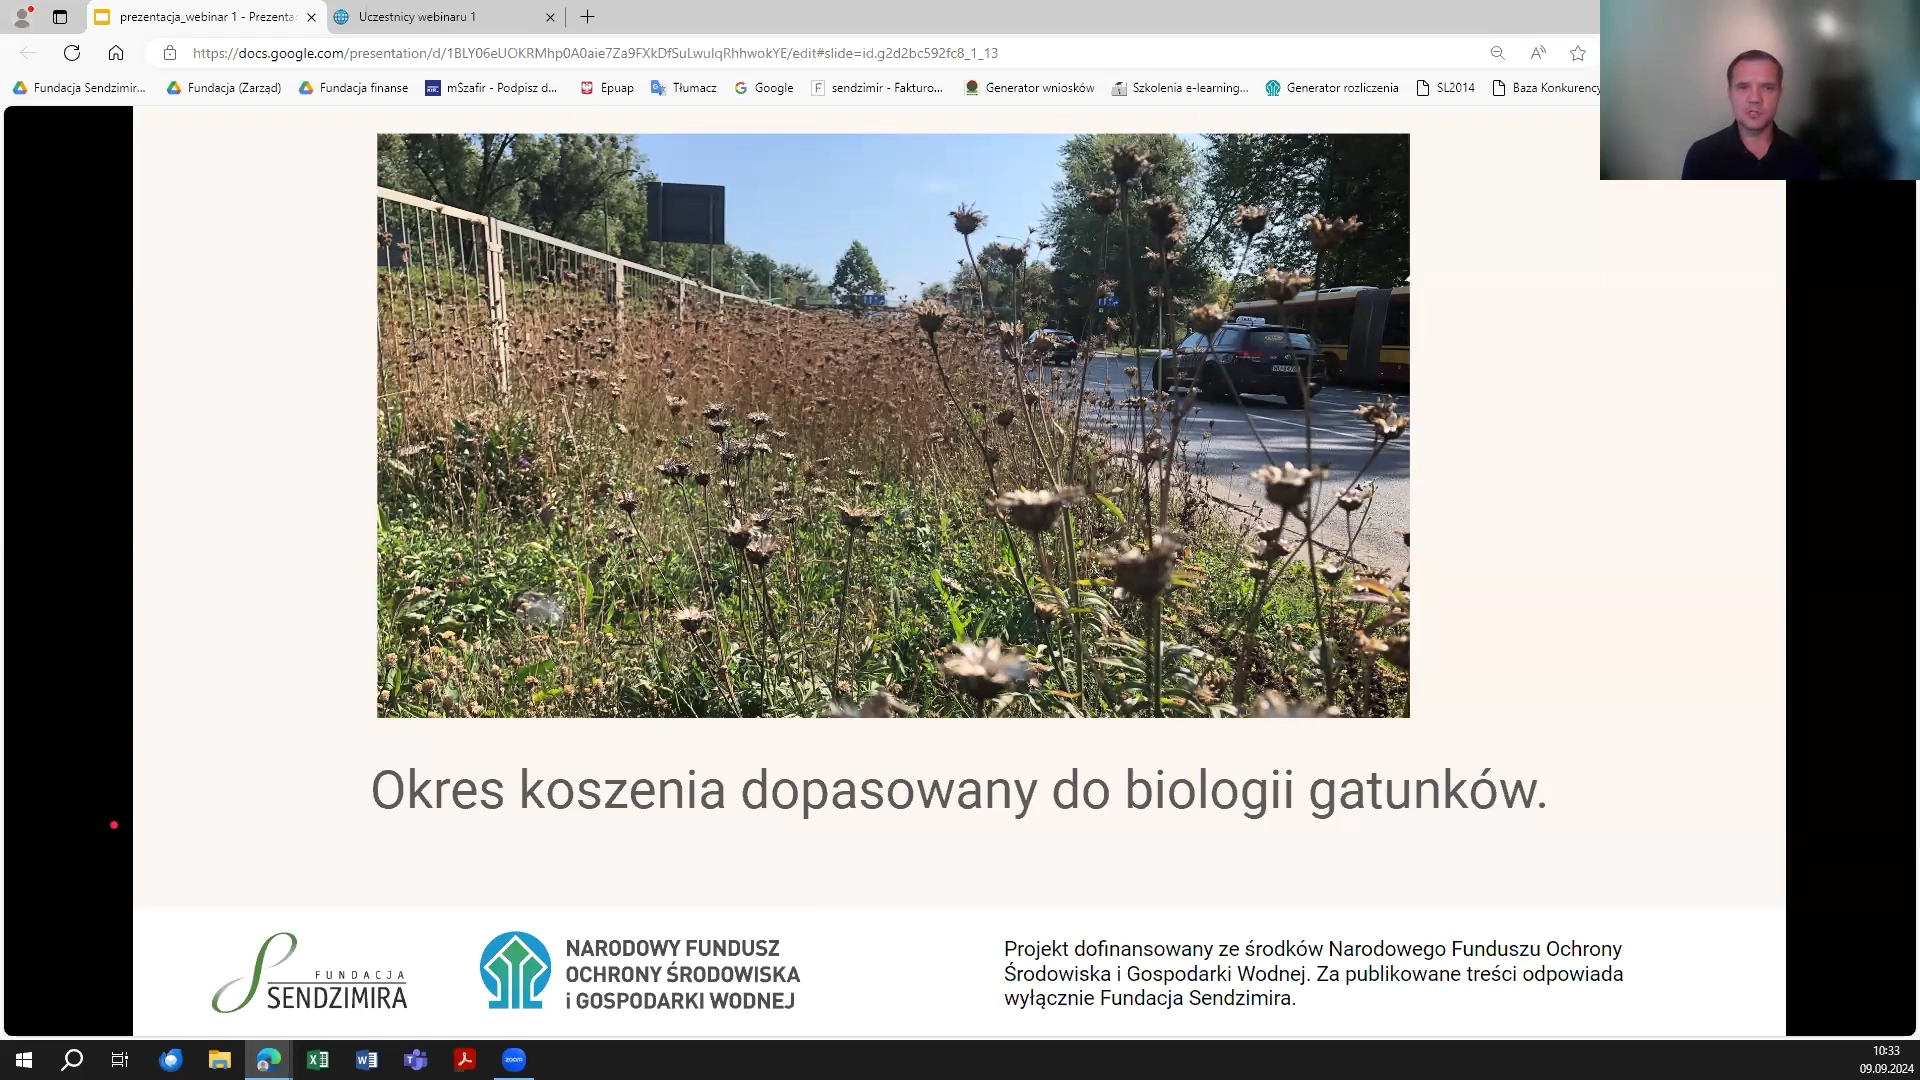 prezentacja_webinar 1 - Prezenta
Uczestnicy webinaru 1
https://docs.google.com/presentation/d/1BLY06eUOKRMhp0A0aie7Za9FXkDfSuLwulqRhhwokYE/edit#slide=id.g2d2bc592fc8_1_13
Fundacja Sendzimir... Fundacja (Zarząd) Fundacja finanse mSzafir - Podpisz d... Epuap Tłumacz Google sendzimir - Fakturo... Generator wniosków Szkolenia e-learning... Generator rozliczenia SL2014 Baza Konkurency
TAXI
Okres koszenia dopasowany do biologii gatunków.
FUNDACJA
SENDZIMIRA
NARODOWY FUNDUSZ
OCHRONY ŚRODOWISKA
i GOSPODARKI WODNEJ
Projekt dofinansowany ze środków Narodowego Funduszu Ochrony
Środowiska i Gospodarki Wodnej. Za publikowane treści odpowiada
wyłącznie Fundacja Sendzimira.
zoom
10:33
09.09.2024